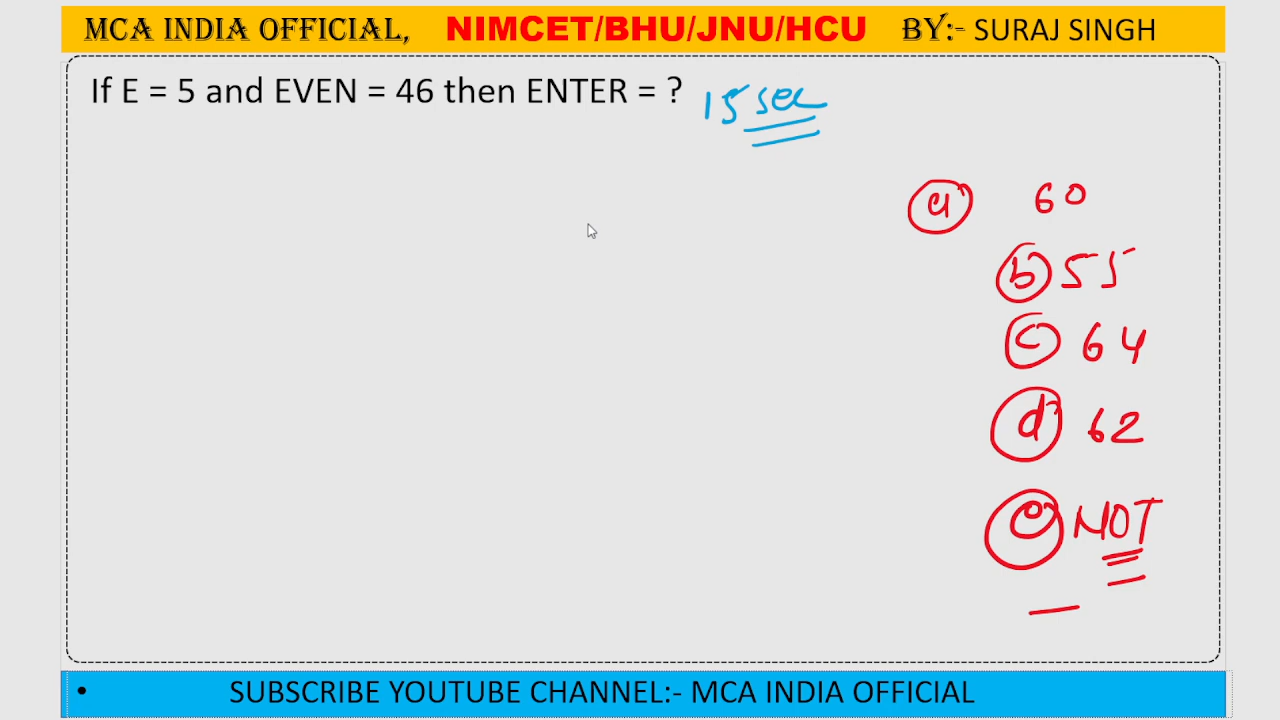 MCA INDIA OFFICIAL, NIMCET/BHU/JNU/HCU BY:- SURAJ SINGH
If E = 5 and EVEN = 46 then ENTER = ? 15 sec
a 60
b 55
c 64
d 62
e NOT
• SUBSCRIBE YOUTUBE CHANNEL:- MCA INDIA OFFICIAL